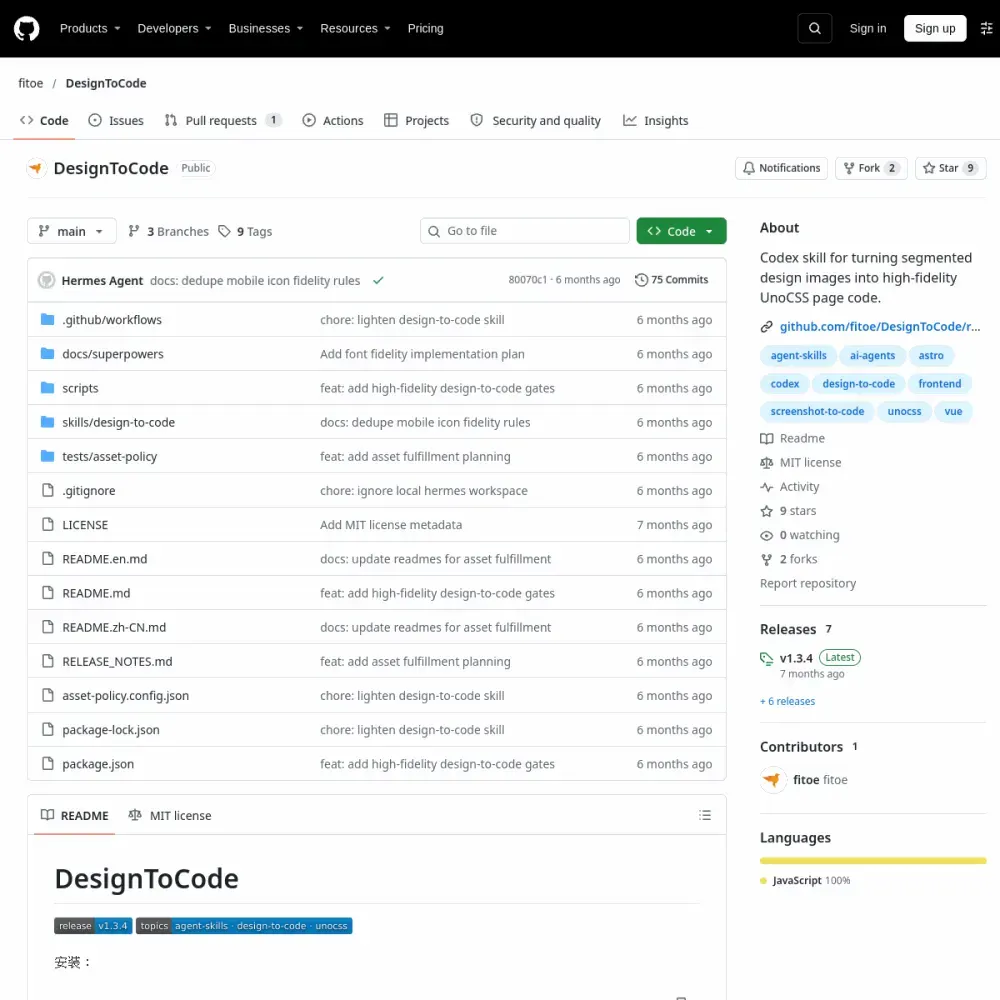 Products Developers Businesses Resources Pricing Sign in Sign up
fitoe / DesignToCode
Code Issues Pull requests 1 Actions Projects Security and quality Insights
DesignToCode Public Notifications Fork 2 Star 9
main 3 Branches 9 Tags Go to file Code
Hermes Agent docs: dedupe mobile icon fidelity rules 80070c1 · 6 months ago 75 Commits
.github/workflows chore: lighten design-to-code skill 6 months ago
docs/superpowers Add font fidelity implementation plan 6 months ago
scripts feat: add high-fidelity design-to-code gates 6 months ago
skills/design-to-code docs: dedupe mobile icon fidelity rules 6 months ago
tests/asset-policy feat: add asset fulfillment planning 6 months ago
.gitignore chore: ignore local hermes workspace 6 months ago
LICENSE Add MIT license metadata 7 months ago
README.en.md docs: update readmes for asset fulfillment 6 months ago
README.md feat: add high-fidelity design-to-code gates 6 months ago
README.zh-CN.md docs: update readmes for asset fulfillment 6 months ago
RELEASE_NOTES.md feat: add asset fulfillment planning 6 months ago
asset-policy.config.json chore: lighten design-to-code skill 6 months ago
package-lock.json chore: lighten design-to-code skill 6 months ago
package.json feat: add high-fidelity design-to-code gates 6 months ago
README MIT license
DesignToCode
release v1.3.4 topics agent-skills · design-to-code · unocss
安装：
About
Codex skill for turning segmented
design images into high-fidelity
UnoCSS page code.
github.com/fitoe/DesignToCode/r...
agent-skills ai-agents astro
codex design-to-code frontend
screenshot-to-code unocss vue
Readme
MIT license
Activity
9 stars
0 watching
2 forks
Report repository
Releases 7
v1.3.4 Latest
7 months ago
+ 6 releases
Contributors 1
fitoe fitoe
Languages
JavaScript 100%